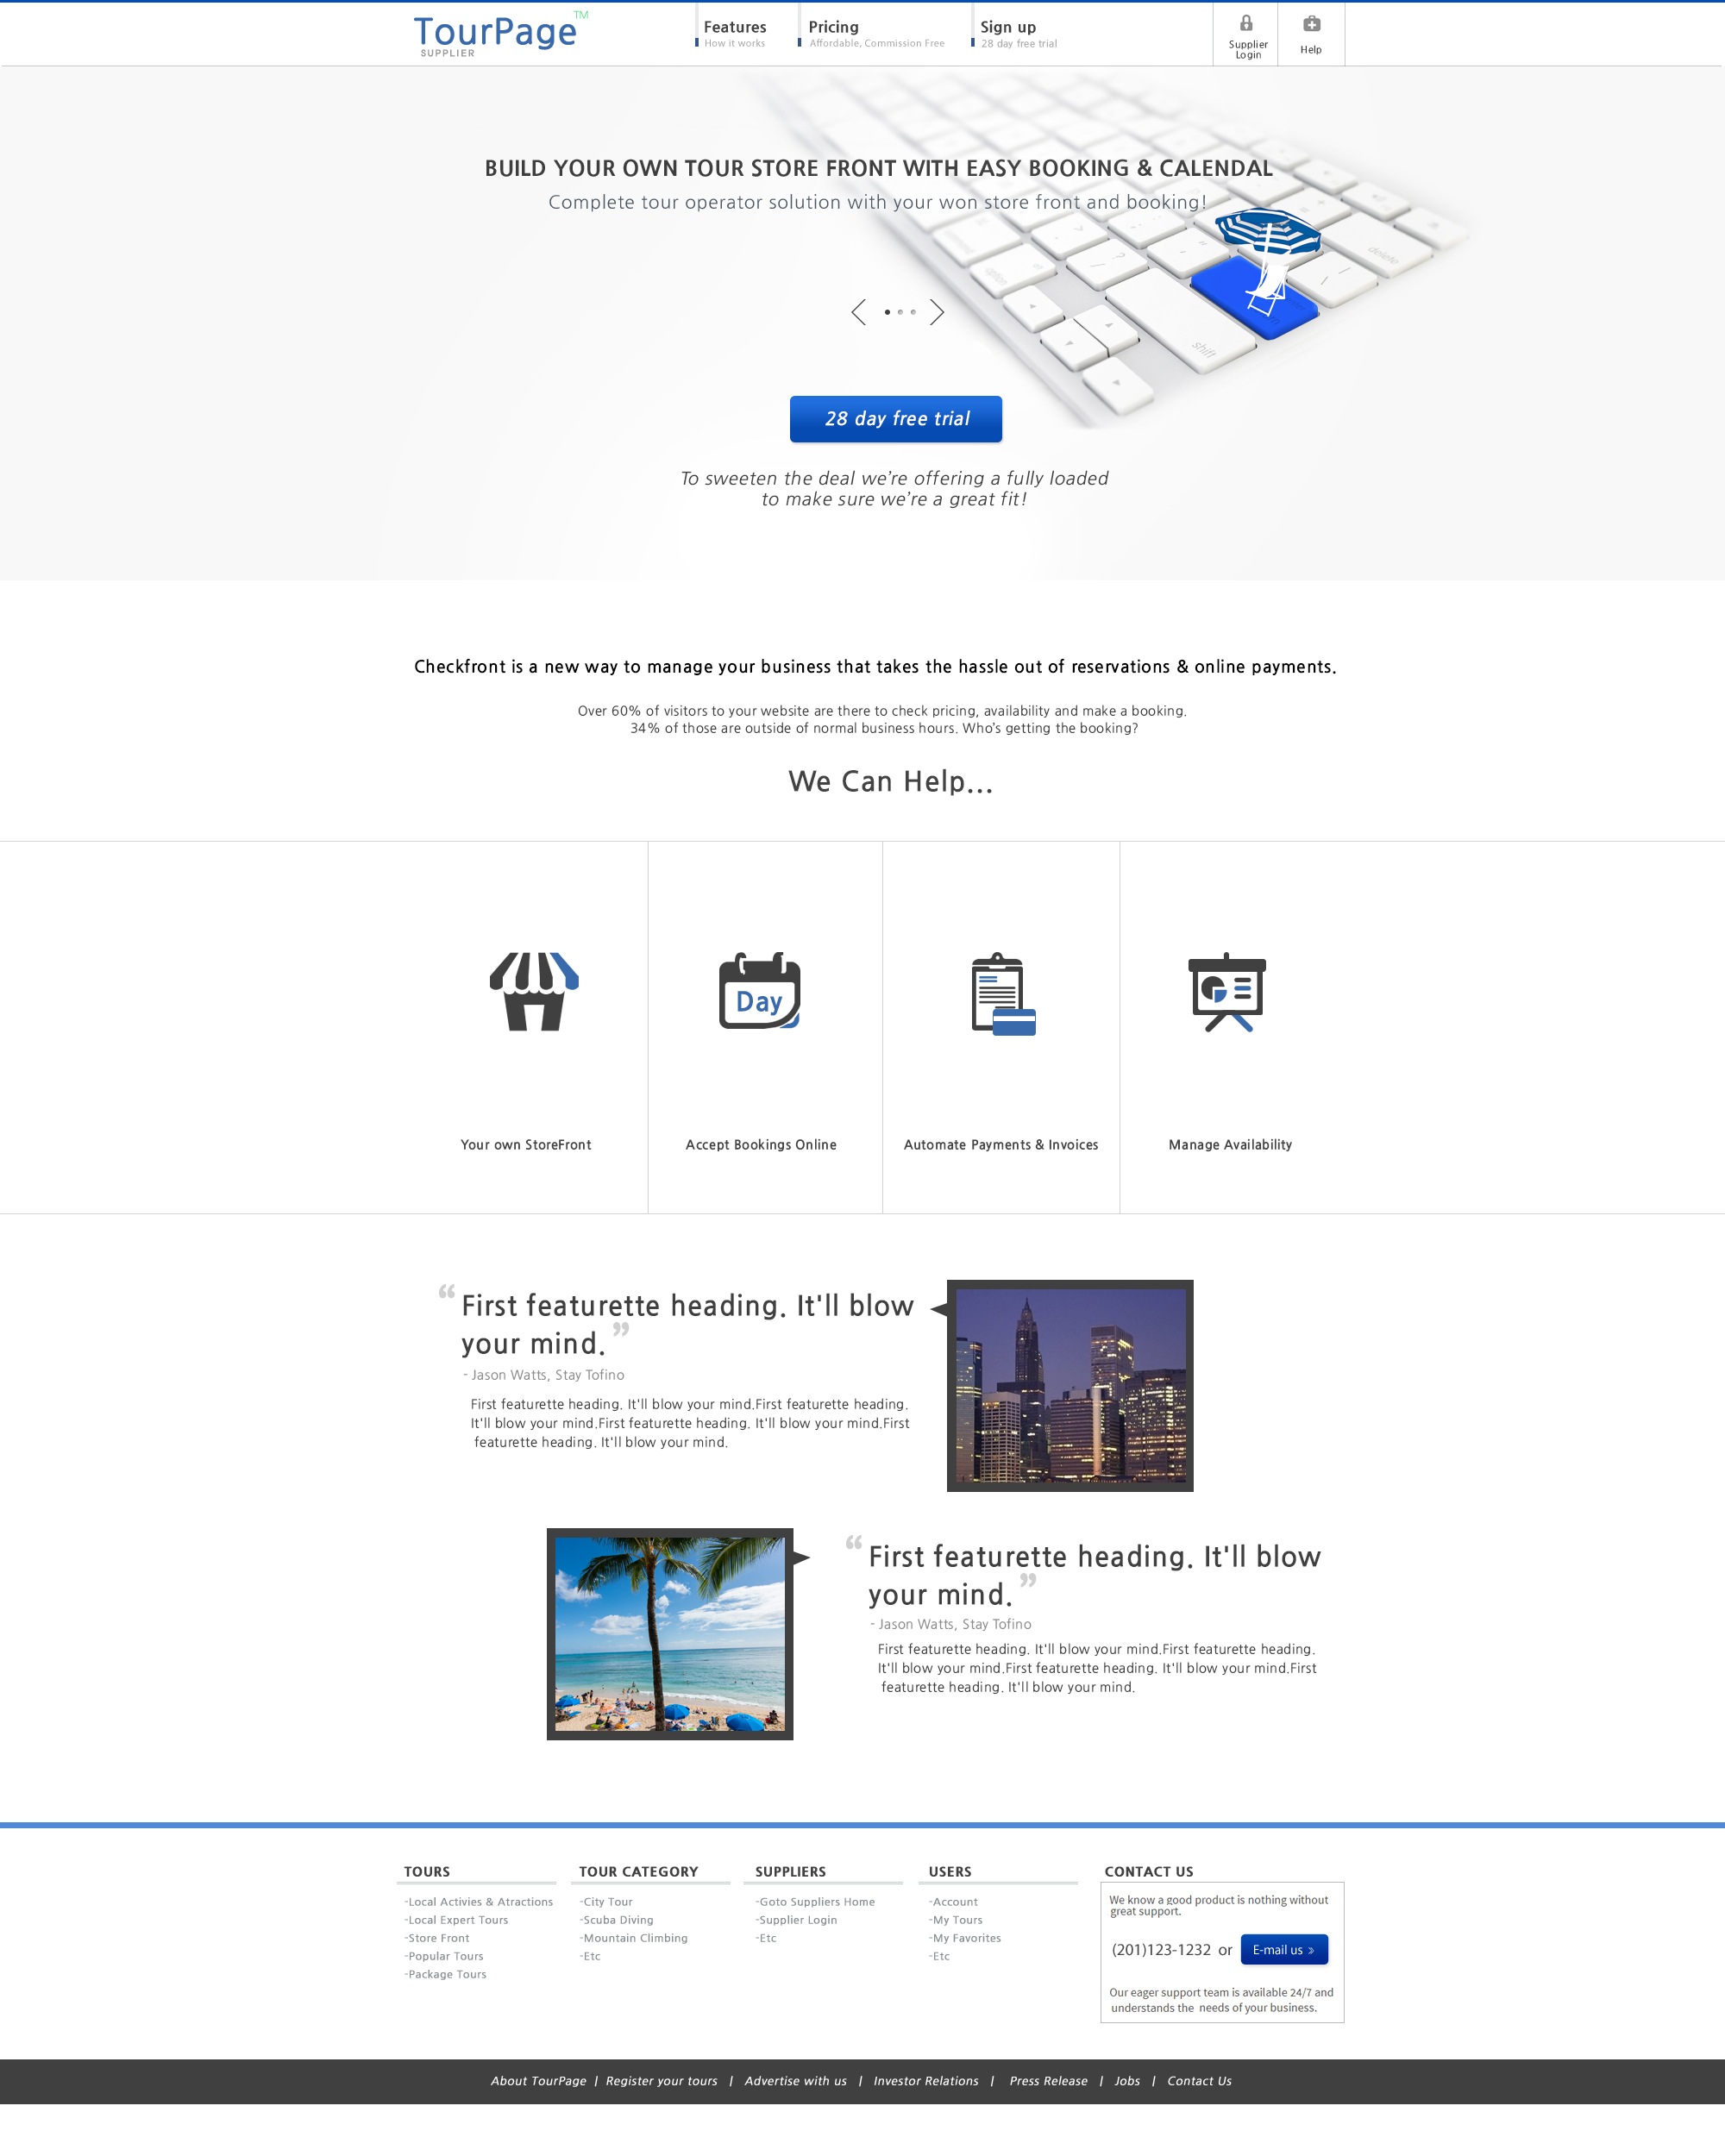 TourPage TM
SUPPLIER
Features
How it works
Pricing
Affordable, Commission Free
Sign up
28 day free trial
Supplier
Login
Help
BUILD YOUR OWN TOUR STORE FRONT WITH EASY BOOKING & CALENDAL
Complete tour operator solution with your won store front and booking!
option
delete
shift
28 day free trial
To sweeten the deal we’re offering a fully loaded
to make sure we’re a great fit!
Checkfront is a new way to manage your business that takes the hassle out of reservations & online payments.
Over 60% of visitors to your website are there to check pricing, availability and make a booking.
34% of those are outside of normal business hours. Who’s getting the booking?
We Can Help...
Day
Your own StoreFront
Accept Bookings Online
Automate Payments & Invoices
Manage Availability
“ First featurette heading. It'll blow
your mind. ”
- Jason Watts, Stay Tofino
First featurette heading. It'll blow your mind.First featurette heading.
It'll blow your mind.First featurette heading. It'll blow your mind.First
featurette heading. It'll blow your mind.
“ First featurette heading. It'll blow
your mind. ”
- Jason Watts, Stay Tofino
First featurette heading. It'll blow your mind.First featurette heading.
It'll blow your mind.First featurette heading. It'll blow your mind.First
featurette heading. It'll blow your mind.
TOURS
-Local Activies & Atractions
-Local Expert Tours
-Store Front
-Popular Tours
-Package Tours
TOUR CATEGORY
-City Tour
-Scuba Diving
-Mountain Climbing
-Etc
SUPPLIERS
-Goto Suppliers Home
-Supplier Login
-Etc
USERS
-Account
-My Tours
-My Favorites
-Etc
CONTACT US
We know a good product is nothing without
great support.
(201)123-1232 or E-mail us »
Our eager support team is available 24/7 and
understands the needs of your business.
About TourPage | Register your tours | Advertise with us | Investor Relations | Press Release | Jobs | Contact Us